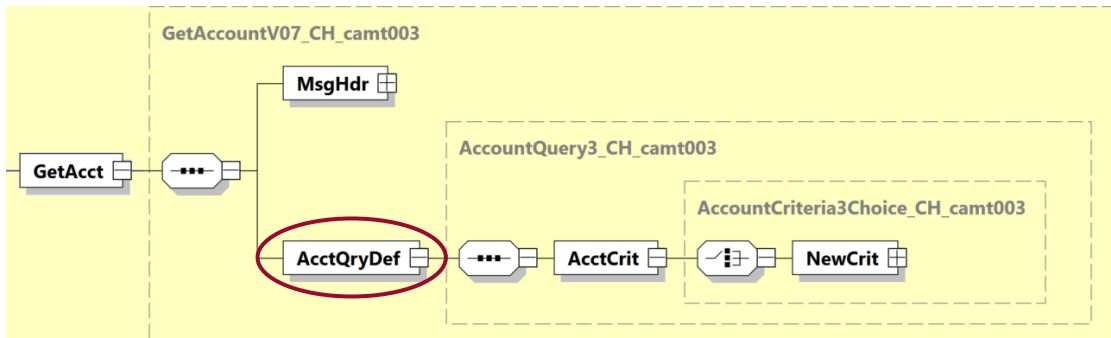 GetAccountV07_CH_camt003
MsgHdr
AccountQuery3_CH_camt003
GetAcct
AccountCriteria3Choice_CH_camt003
AcctQryDef
AcctCrit
NewCrit